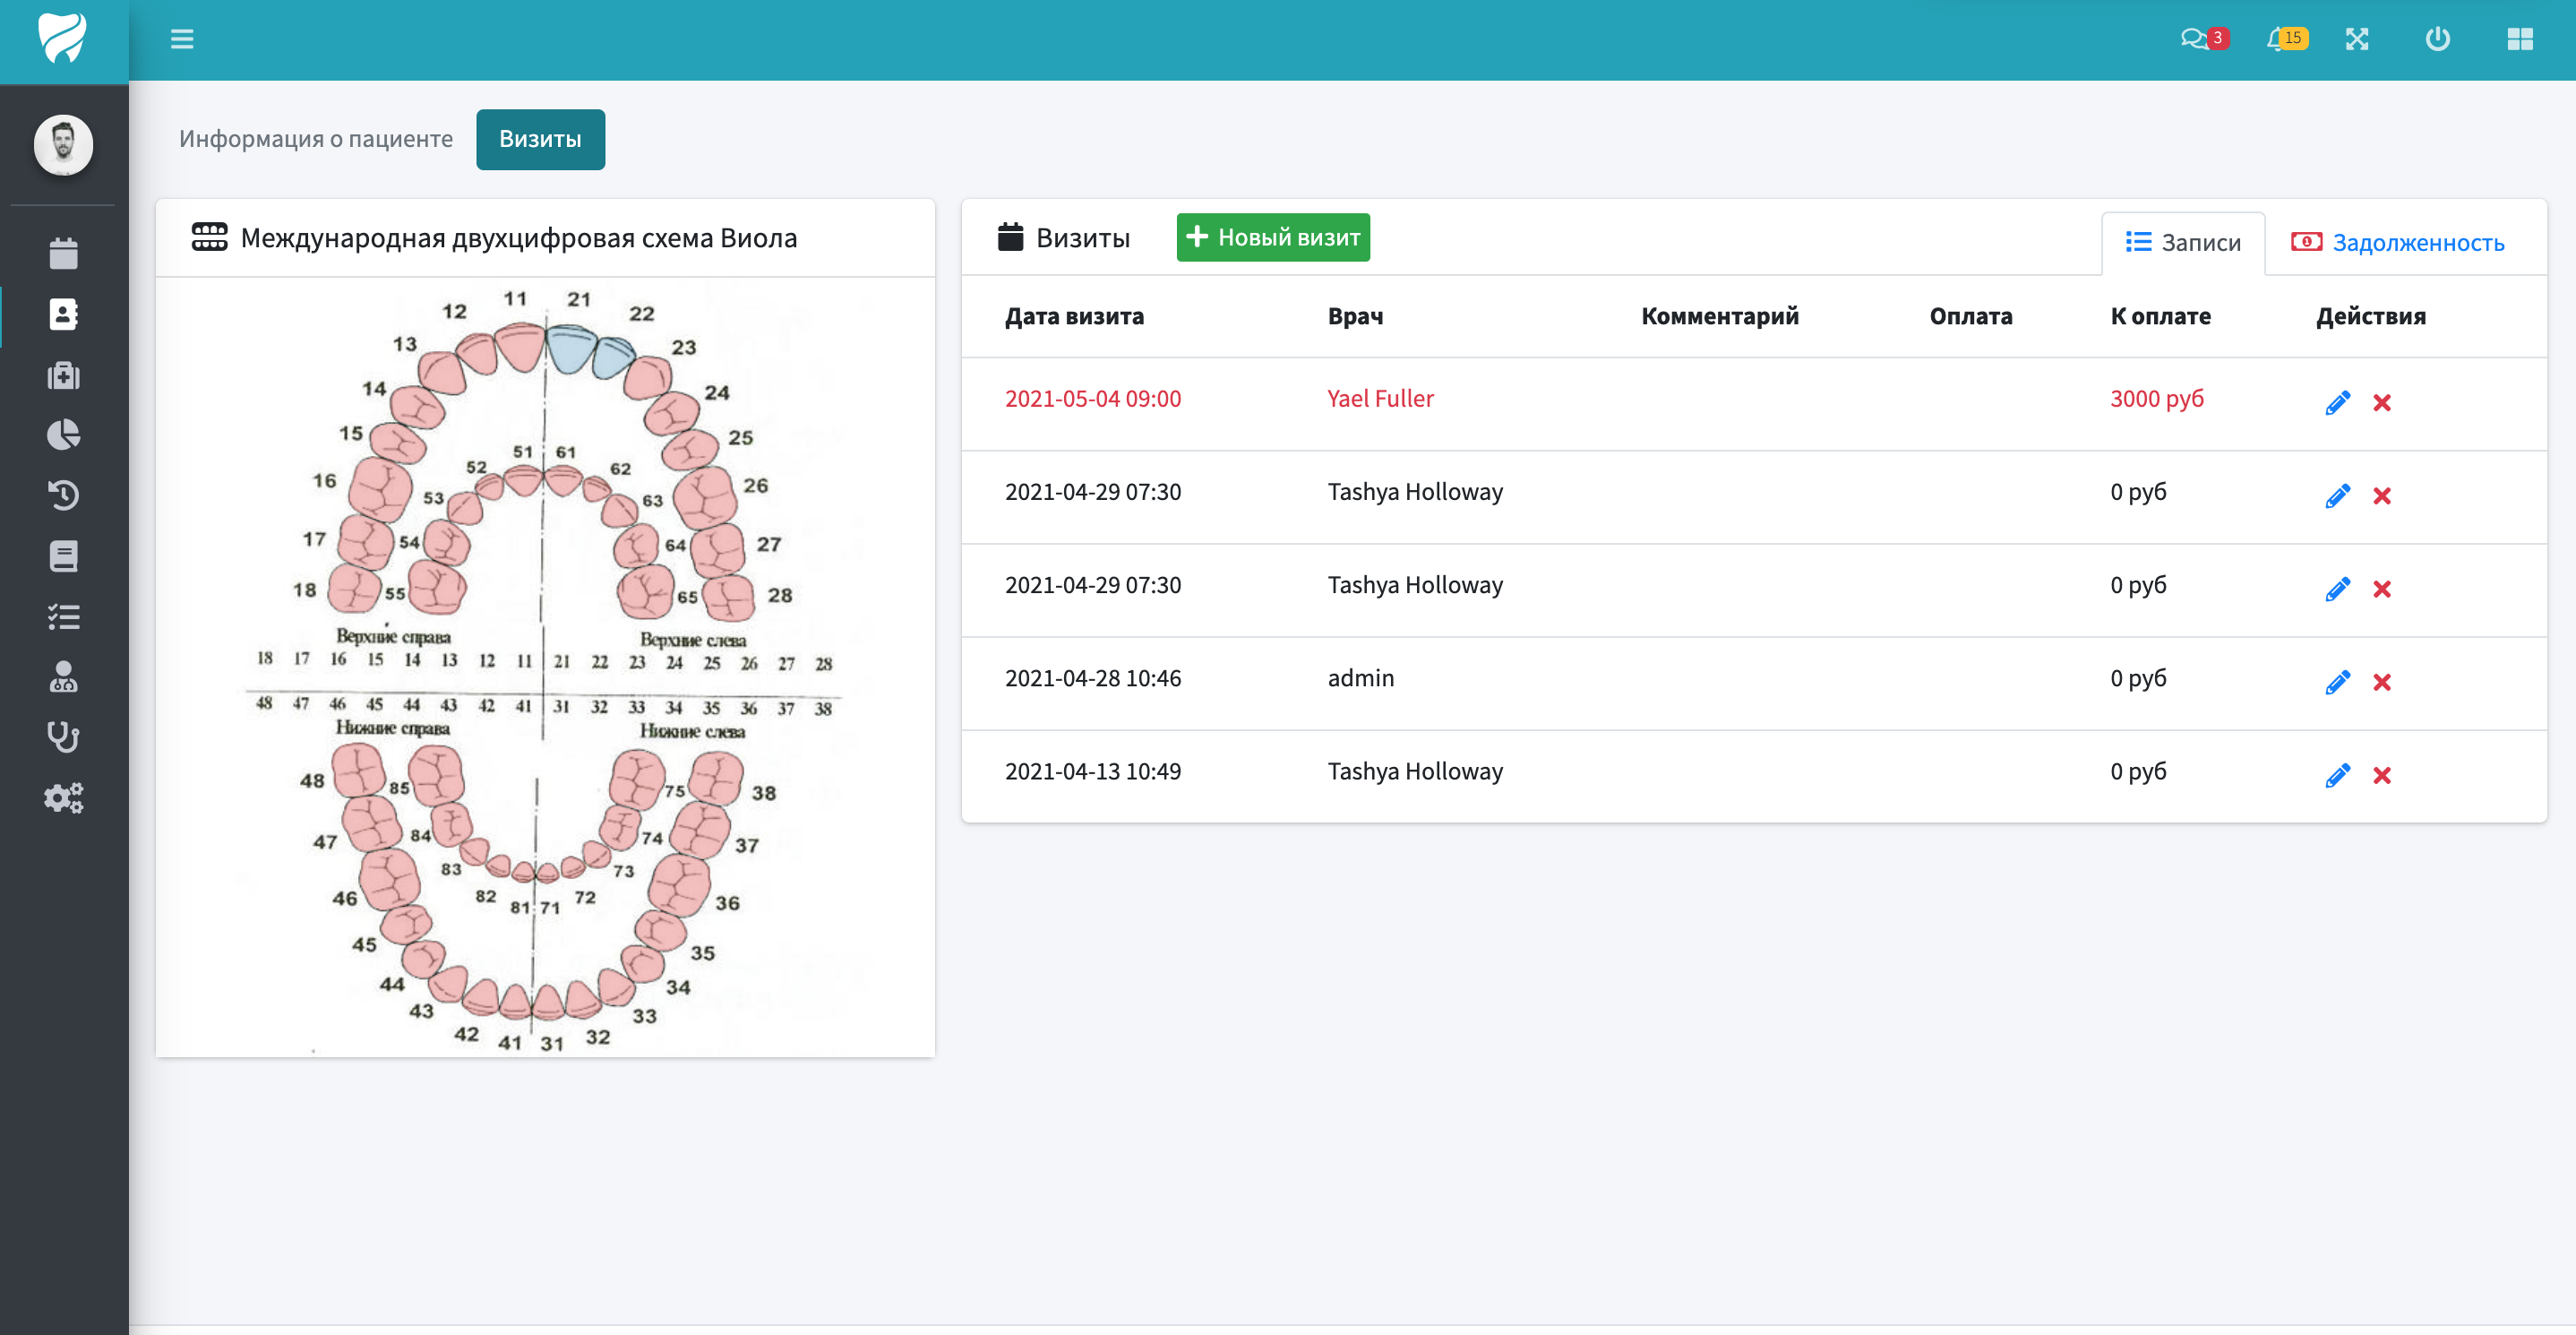 3
15
Информация о пациенте
Визиты
Международная двухцифровая схема Виола
11 21
12 22
13 23
14 24
15 25
51 61
52 62
16 26
53 63
17 54 64 27
18 55 65 28
Верхние справа Верхние слева
18 17 16 15 14 13 12 11 21 22 23 24 25 26 27 28
48 47 46 45 44 43 42 41 31 32 33 34 35 36 37 38
Нижние справа Нижние слева
48 85 75 38
47 84 74 37
83 73
46 82 72 36
81 71
45 35
44 34
43 33
42 32
41 31
Визиты
Новый визит
Записи
Задолженность
Дата визита Врач Комментарий Оплата К оплате Действия
2021-05-04 09:00 Yael Fuller 3000 руб
2021-04-29 07:30 Tashya Holloway 0 руб
2021-04-29 07:30 Tashya Holloway 0 руб
2021-04-28 10:46 admin 0 руб
2021-04-13 10:49 Tashya Holloway 0 руб